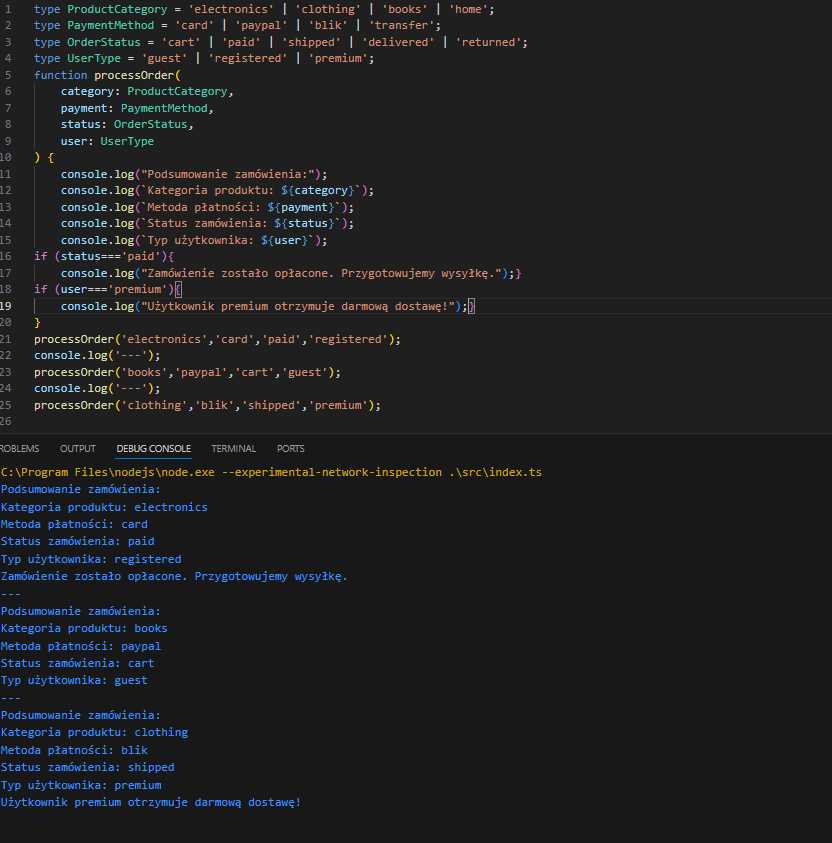 1 type ProductCategory = 'electronics' | 'clothing' | 'books' | 'home';
2 type PaymentMethod = 'card' | 'paypal' | 'blik' | 'transfer';
3 type OrderStatus = 'cart' | 'paid' | 'shipped' | 'delivered' | 'returned';
4 type UserType = 'guest' | 'registered' | 'premium';
5 function processOrder(
6     category: ProductCategory,
7     payment: PaymentMethod,
8     status: OrderStatus,
9     user: UserType
10 ) {
11     console.log("Podsumowanie zamówienia:");
12     console.log(`Kategoria produktu: ${category}`);
13     console.log(`Metoda płatności: ${payment}`);
14     console.log(`Status zamówienia: ${status}`);
15     console.log(`Typ użytkownika: ${user}`);
16 if (status==='paid'){
17     console.log("Zamówienie zostało opłacone. Przygotowujemy wysyłkę.");}
18 if (user==='premium'){
19     console.log("Użytkownik premium otrzymuje darmową dostawę!");}
20 }
21 processOrder('electronics','card','paid','registered');
22 console.log('---');
23 processOrder('books','paypal','cart','guest');
24 console.log('---');
25 processOrder('clothing','blik','shipped','premium');
26
ROBLEMS OUTPUT DEBUG CONSOLE TERMINAL PORTS
C:\Program Files\nodejs\node.exe --experimental-network-inspection .\src\index.ts
Podsumowanie zamówienia:
Kategoria produktu: electronics
Metoda płatności: card
Status zamówienia: paid
Typ użytkownika: registered
Zamówienie zostało opłacone. Przygotowujemy wysyłkę.
---
Podsumowanie zamówienia:
Kategoria produktu: books
Metoda płatności: paypal
Status zamówienia: cart
Typ użytkownika: guest
---
Podsumowanie zamówienia:
Kategoria produktu: clothing
Metoda płatności: blik
Status zamówienia: shipped
Typ użytkownika: premium
Użytkownik premium otrzymuje darmową dostawę!